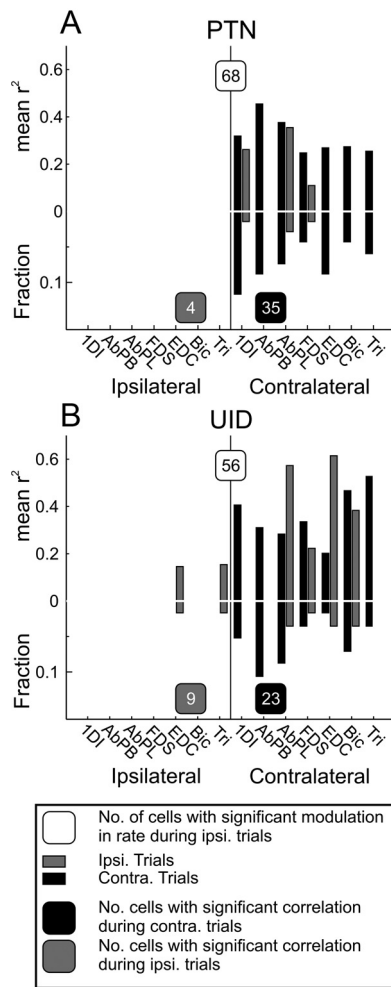 A
PTN
68
mean r²
0.6
0.4
0.2
0
Fraction
0.1
4
35
1DI AbPB AbPL FDS EDC Bic Tri 1DI AbPB AbPL FDS EDC Bic Tri
Ipsilateral Contralateral
B
UID
56
mean r²
0.6
0.4
0.2
0
Fraction
0.1
9
23
1DI AbPB AbPL FDS EDC Bic Tri 1DI AbPB AbPL FDS EDC Bic Tri
Ipsilateral Contralateral
No. of cells with significant modulation
in rate during ipsi. trials
Ipsi. Trials
Contra. Trials
No. cells with significant correlation
during contra. trials
No. cells with significant correlation
during ipsi. trials